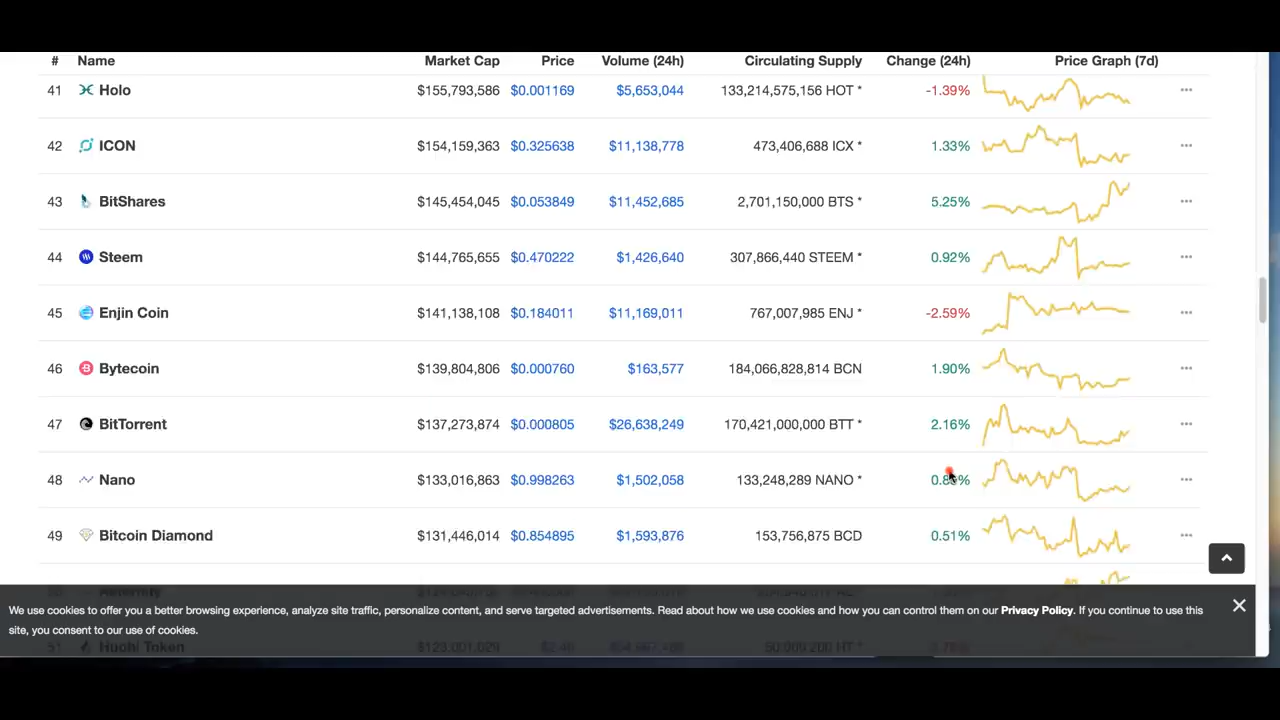 # Name Market Cap Price Volume (24h) Circulating Supply Change (24h) Price Graph (7d)
41 Holo $155,793,586 $0.001169 $5,653,044 133,214,575,156 HOT * -1.39%
42 ICON $154,159,363 $0.325638 $11,138,778 473,406,688 ICX * 1.33%
43 BitShares $145,454,045 $0.053849 $11,452,685 2,701,150,000 BTS * 5.25%
44 Steem $144,765,655 $0.470222 $1,426,640 307,866,440 STEEM * 0.92%
45 Enjin Coin $141,138,108 $0.184011 $11,169,011 767,007,985 ENJ * -2.59%
46 Bytecoin $139,804,806 $0.000760 $163,577 184,066,828,814 BCN 1.90%
47 BitTorrent $137,273,874 $0.000805 $26,638,249 170,421,000,000 BTT * 2.16%
48 Nano $133,016,863 $0.998263 $1,502,058 133,248,289 NANO *
49 Bitcoin Diamond $131,446,014 $0.854895 $1,593,876 153,756,875 BCD 0.51%
We use cookies to offer you a better browsing experience, analyze site traffic, personalize content, and serve targeted advertisements. Read about how we use cookies and how you can control them on our Privacy Policy. If you continue to use this
site, you consent to our use of cookies.
51 Huobi Token